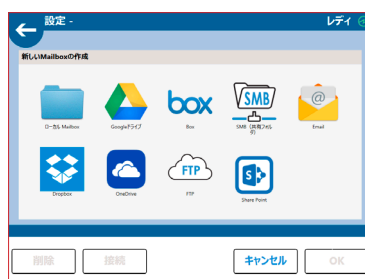 設定 -
レディ
新しいMailboxの作成
box
SMB
@
ローカル Mailbox
Googleドライブ
Box
SMB (共有フォルダ)
Email
FTP
S
Dropbox
OneDrive
FTP
Share Point
削除
接続
キャンセル
OK